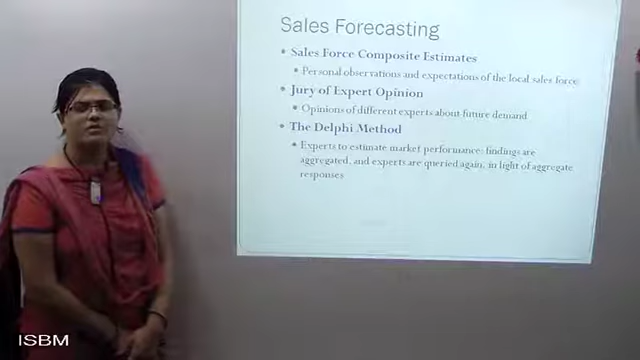 Sales Forecasting
Sales Force Composite Estimates
Personal observations and expectations of the local sales force
Jury of Expert Opinion
Opinions of different experts about future demand
The Delphi Method
Experts to estimate market performance: findings are
aggregated, and experts are queried again, in light of aggregate
responses
ISBM